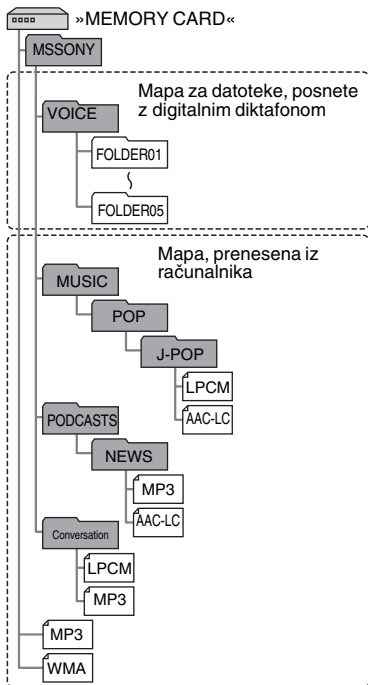 »MEMORY CARD«
MSSONY
Mapa za datoteke, posnete
z digitalnim diktafonom
VOICE
FOLDER01
FOLDER05
Mapa, prenesena iz
računalnika
MUSIC
POP
J-POP
LPCM
AAC-LC
PODCASTS
NEWS
MP3
AAC-LC
Conversation
LPCM
MP3
MP3
WMA